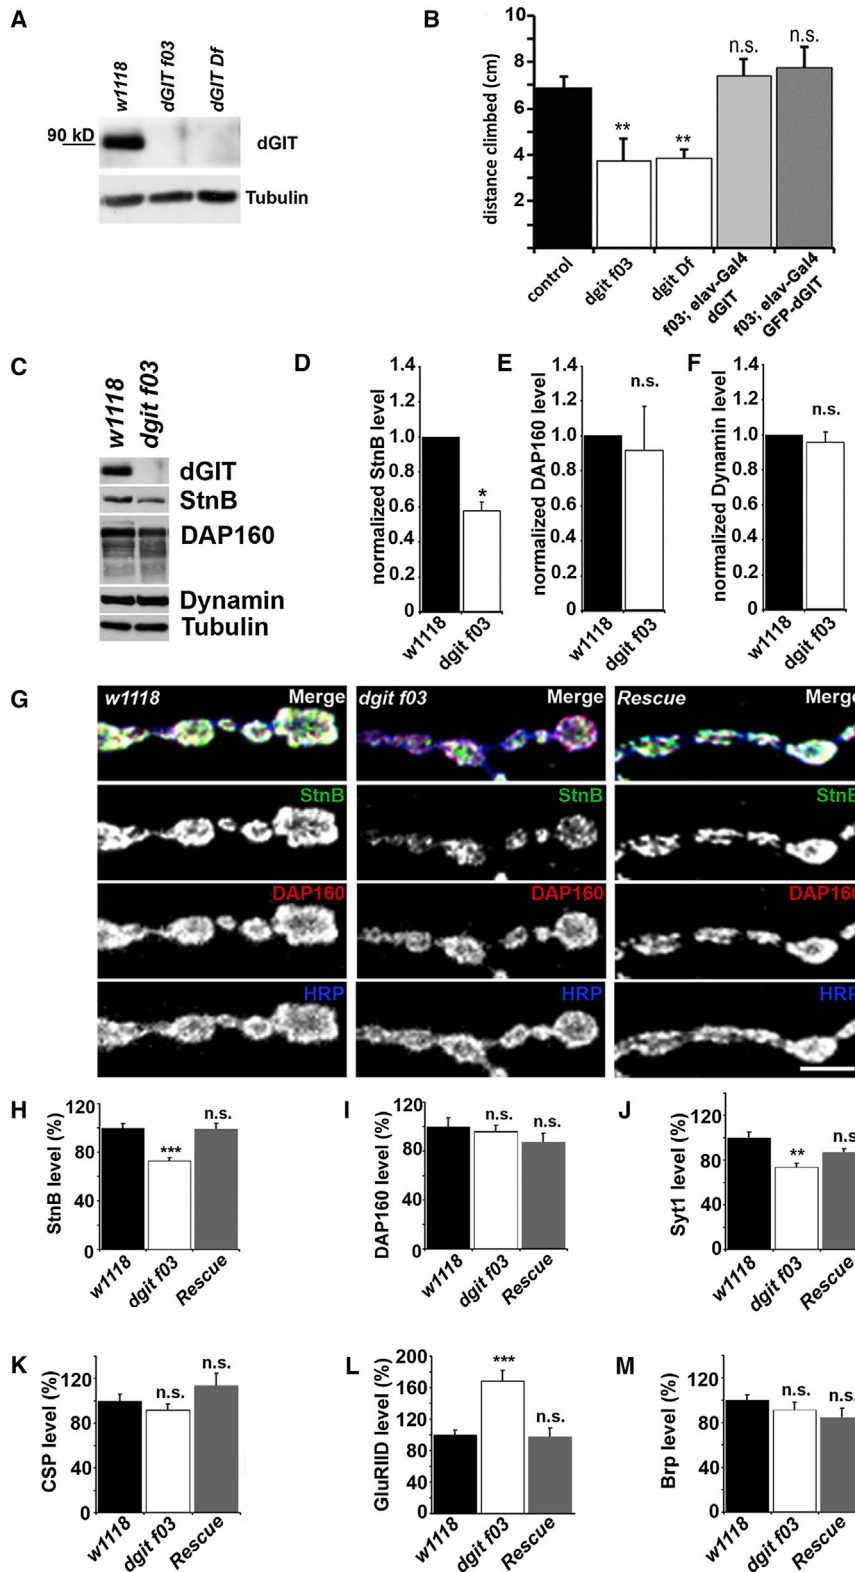 A
w1118
dGIT f03
dGIT Df
90 kD
dGIT
Tubulin
B
distance climbed (cm)
10
8
6
4
2
**
**
n.s.
n.s.
control
dgit f03
dgit Df
f03; elav-Gal4
dGIT
f03; elav-Gal4
GFP-dGIT
C
w1118
dgit f03
dGIT
StnB
DAP160
Dynamin
Tubulin
D
normalized StnB level
1.4
1.2
1.0
0.8
0.6
0.4
0.2
0
*
w1118
dgit f03
E
normalized DAP160 level
1.4
1.2
1.0
0.8
0.6
0.4
0.2
0
n.s.
w1118
dgit f03
F
normalized Dynamin level
1.4
1.2
1.0
0.8
0.6
0.4
0.2
0
n.s.
w1118
dgit f03
G
w1118 Merge
dgit f03 Merge
Rescue Merge
StnB
StnB
StnB
DAP160
DAP160
DAP160
HRP
HRP
HRP
H
StnB level (%)
120
80
40
0
***
n.s.
w1118
dgit f03
Rescue
I
DAP160 level (%)
120
80
40
0
n.s.
n.s.
w1118
dgit f03
Rescue
J
Syt1 level (%)
120
80
40
0
**
n.s
w1118
dgit f03
Rescue
K
CSP level (%)
120
80
40
0
n.s.
n.s.
w1118
dgit f03
Rescue
L
GluRIID level (%)
200
160
120
80
40
0
***
n.s.
w1118
dgit f03
Rescue
M
Brp level (%)
120
80
40
0
n.s.
n.s.
w1118
dgit f03
Rescue